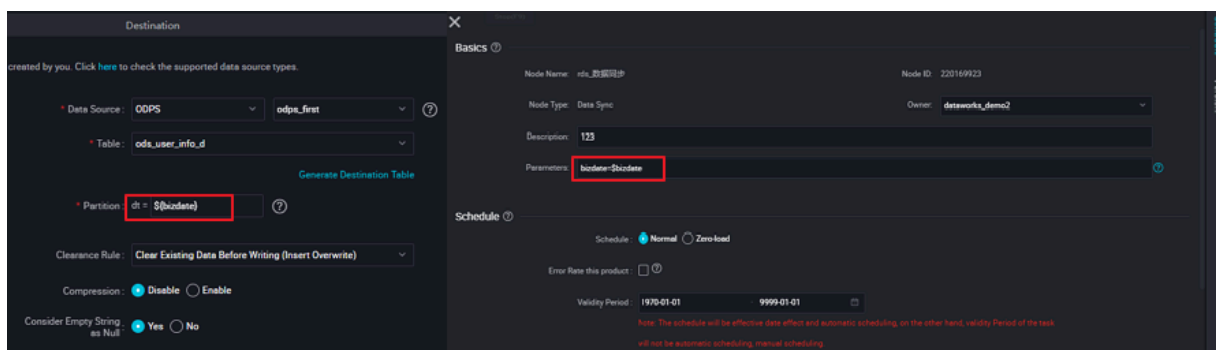 Destination
created by you. Click here to check the supported data source types.
* Data Source : ODPS odps_first
* Table : ods_user_info_d
Generate Destination Table
* Partition : dt = ${bizdate}
Clearance Rule : Clear Existing Data Before Writing (Insert Overwrite)
Compression : Disable Enable
Consider Empty String as Null : Yes No
Basics
Node Name: rds_数据同步 Node ID: 220169923
Node Type: Data Sync Owner: dataworks_demo2
Description: 123
Parameters: bizdate=$bizdate
Schedule
Schedule : Normal Zero-load
Error Rate this product :
Validity Period : 1970-01-01 9999-01-01
Note: The schedule will be effective date effect and automatic scheduling, on the other hand, validity Period of the task
will not be automatic scheduling, manual scheduling